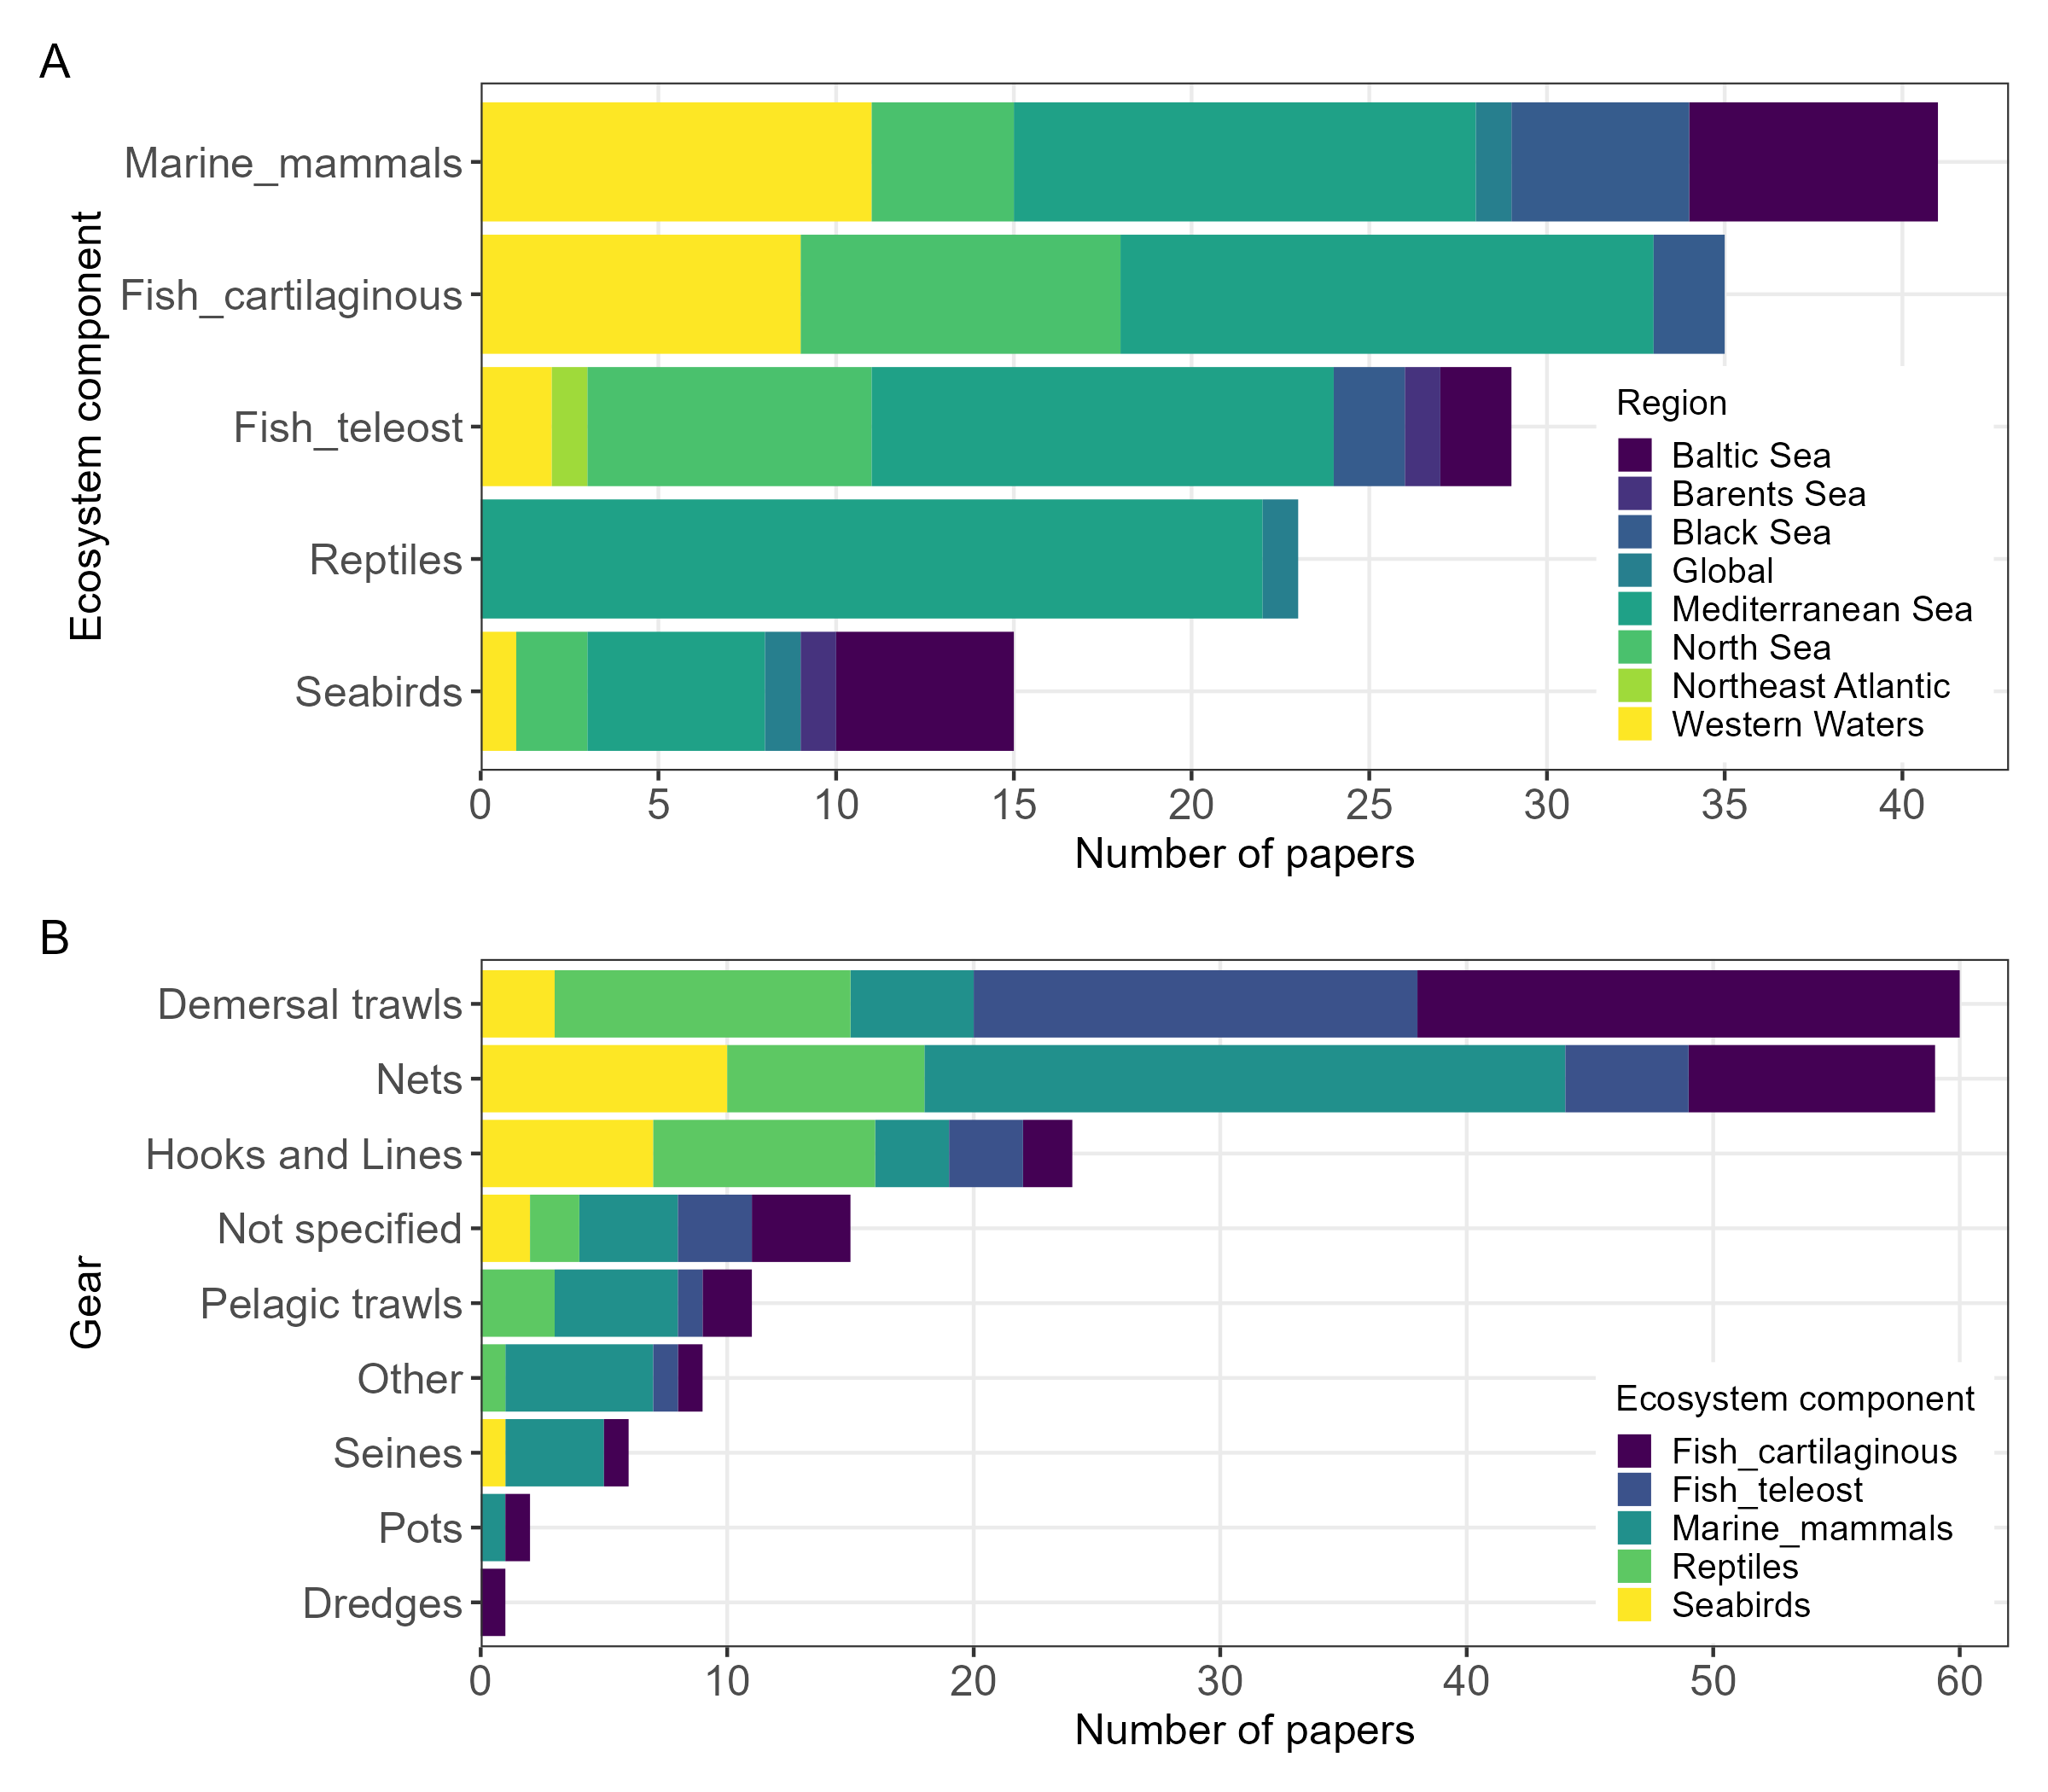 A
Marine_mammals
Fish_cartilaginous
Fish_teleost
Reptiles
Seabirds
Ecosystem component
Region
Baltic Sea
Barents Sea
Black Sea
Global
Mediterranean Sea
North Sea
Northeast Atlantic
Western Waters
0 5 10 15 20 25 30 35 40
Number of papers
B
Demersal trawls
Nets
Hooks and Lines
Not specified
Pelagic trawls
Other
Seines
Pots
Dredges
Gear
Ecosystem component
Fish_cartilaginous
Fish_teleost
Marine_mammals
Reptiles
Seabirds
0 10 20 30 40 50 60
Number of papers